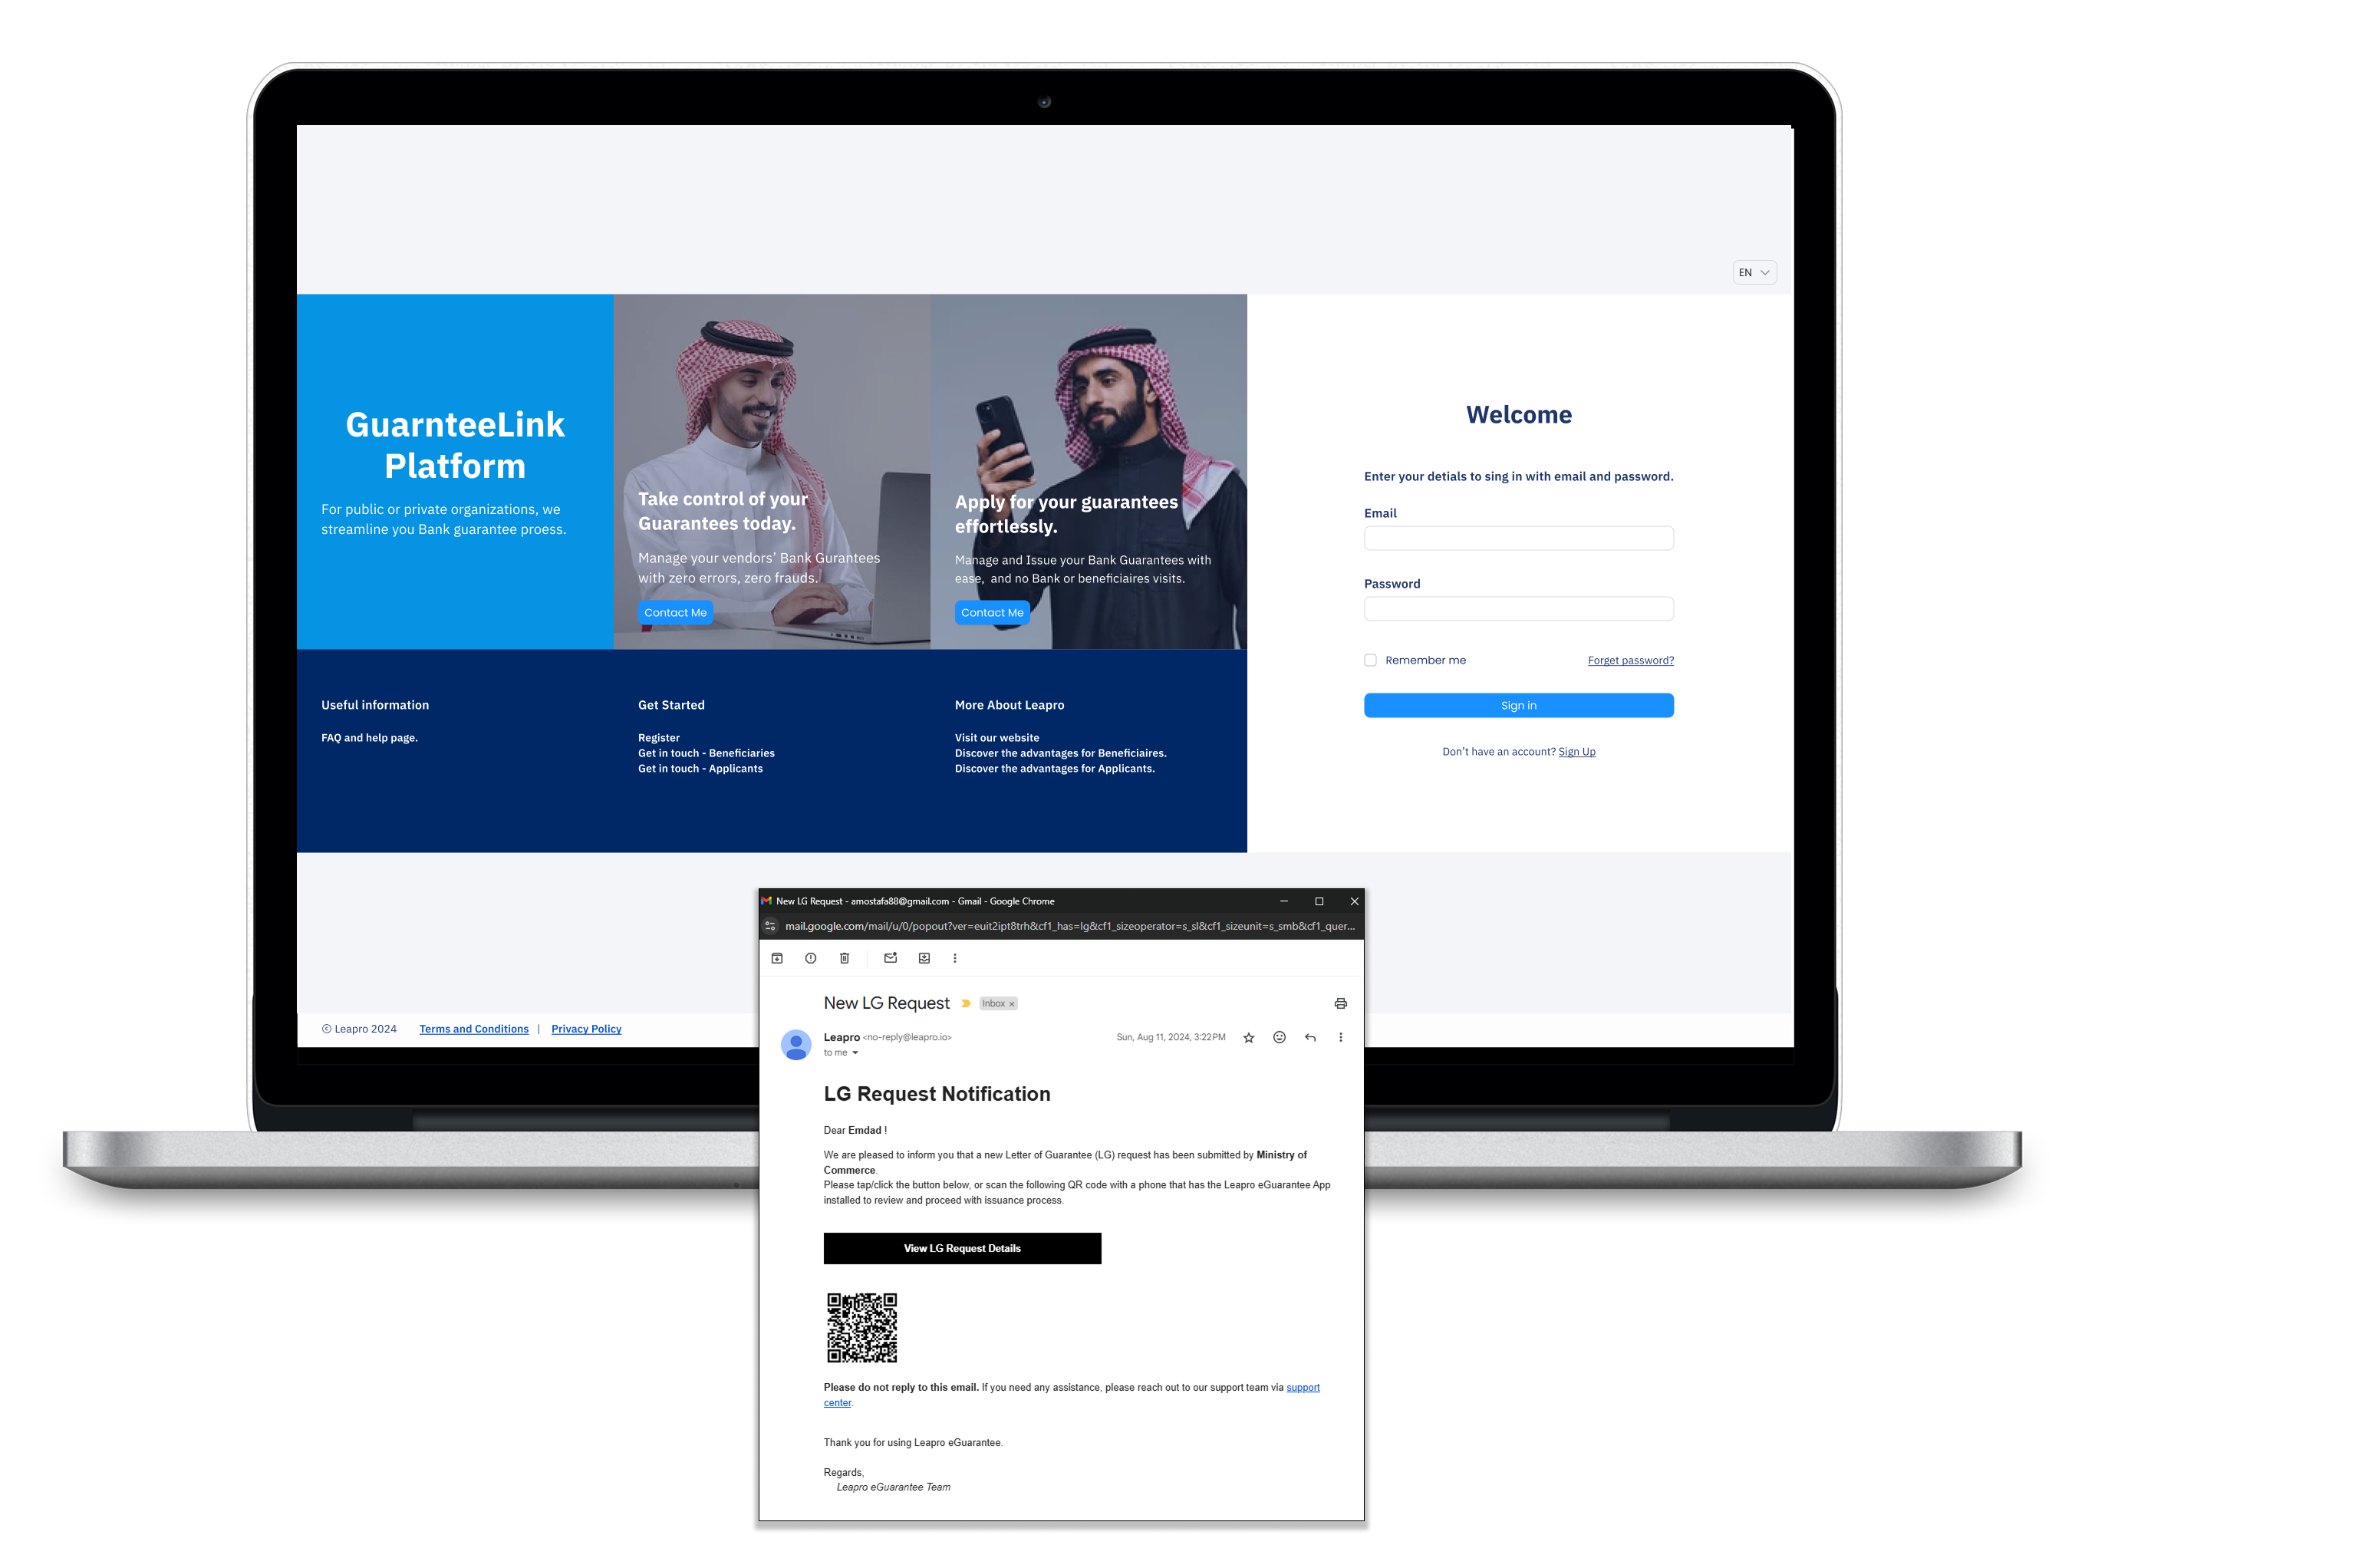 EN
GuarnteeLink
Platform
For public or private organizations, we
streamline you Bank guarantee proess.
Take control of your
Guarantees today.
Manage your vendors’ Bank Gurantees
with zero errors, zero frauds.
Contact Me
Apply for your guarantees
effortlessly.
Manage and Issue your Bank Guarantees with
ease, and no Bank or beneficiaires visits.
Contact Me
Useful information
FAQ and help page.
Get Started
Register
Get in touch - Beneficiaries
Get in touch - Applicants
More About Leapro
Visit our website
Discover the advantages for Beneficiaires.
Discover the advantages for Applicants.
Welcome
Enter your detials to sing in with email and password.
Email
Password
Remember me
Forget password?
Sign in
Don’t have an account? Sign Up
© Leapro 2024 Terms and Conditions | Privacy Policy
New LG Request - amostafa88@gmail.com - Gmail - Google Chrome
mail.google.com/mail/u/0/popout?ver=euit2ipt8trh&cf1_has=lg&cf1_sizeoperator=s_sl&cf1_sizeunit=s_smb&cf1_quer...
New LG Request Inbox x
Leapro <no-reply@leapro.io> Sun, Aug 11, 2024, 3:22 PM
to me
LG Request Notification
Dear Emdad !
We are pleased to inform you that a new Letter of Guarantee (LG) request has been submitted by Ministry of
Commerce.
Please tap/click the button below, or scan the following QR code with a phone that has the Leapro eGuarantee App
installed to review and proceed with issuance process.
View LG Request Details
Please do not reply to this email. If you need any assistance, please reach out to our support team via support
center.
Thank you for using Leapro eGuarantee.
Regards,
Leapro eGuarantee Team